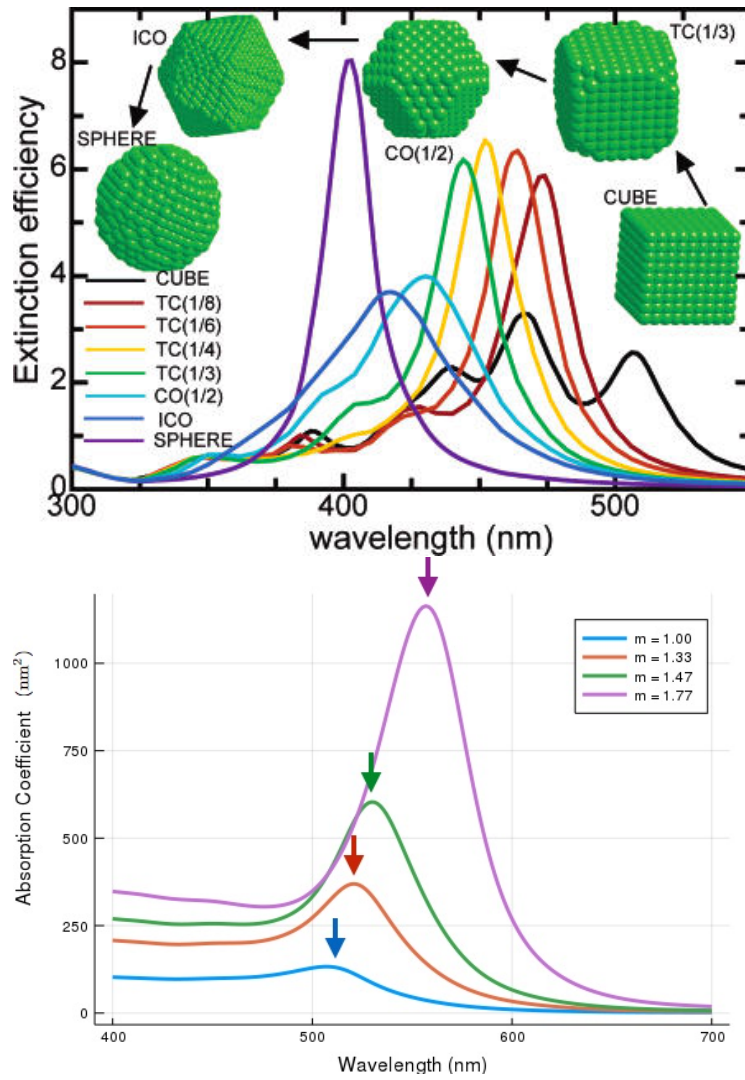 TC(1/3)
ICO
SPHERE
CO(1/2)
CUBE
Extinction efficiency
8
6
4
2
0
CUBE
TC(1/8)
TC(1/6)
TC(1/4)
TC(1/3)
CO(1/2)
ICO
SPHERE
300
400
500
wavelength (nm)
Absorption Coefficient (nm²)
1000
750
500
250
0
m = 1.00
m = 1.33
m = 1.47
m = 1.77
400
500
600
700
Wavelength (nm)